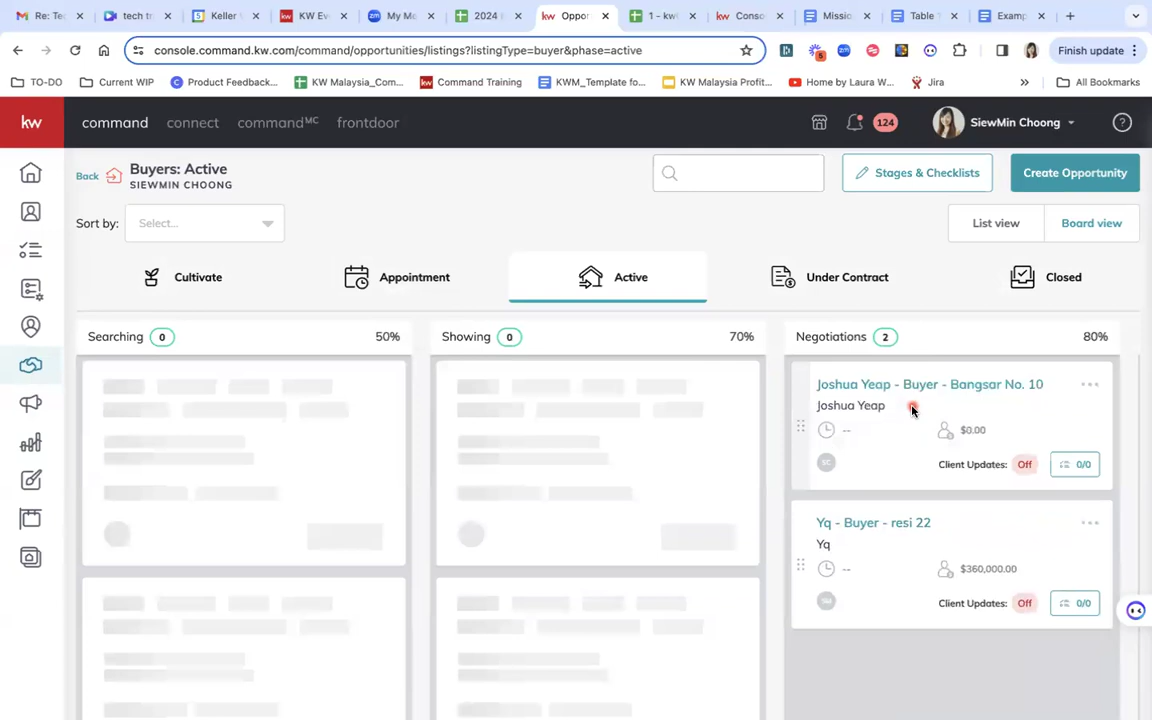 Re: Tec
tech tr
Keller
KW Ev
My Me
2024
Oppor
1 - kw
Conso
Missio
Table T
Examp
console.command.kw.com/command/opportunities/listings?listingType=buyer&phase=active
Finish update
TO-DO
Current WIP
Product Feedback...
KW Malaysia_Com...
Command Training
KWM_Template fo...
KW Malaysia Profit...
Home by Laura W...
Jira
All Bookmarks
kw
command
connect
commandMC
frontdoor
124
SiewMin Choong
Back
Buyers: Active
SIEWMIN CHOONG
Stages & Checklists
Create Opportunity
Sort by:
Select...
List view
Board view
Cultivate
Appointment
Active
Under Contract
Closed
Searching 0 50%
Showing 0 70%
Negotiations 2 80%
Joshua Yeap - Buyer - Bangsar No. 10
Joshua Yeap
-- $0.00
SC Client Updates: Off 0/0
Yq - Buyer - resi 22
Yq
-- $360,000.00
Client Updates: Off 0/0